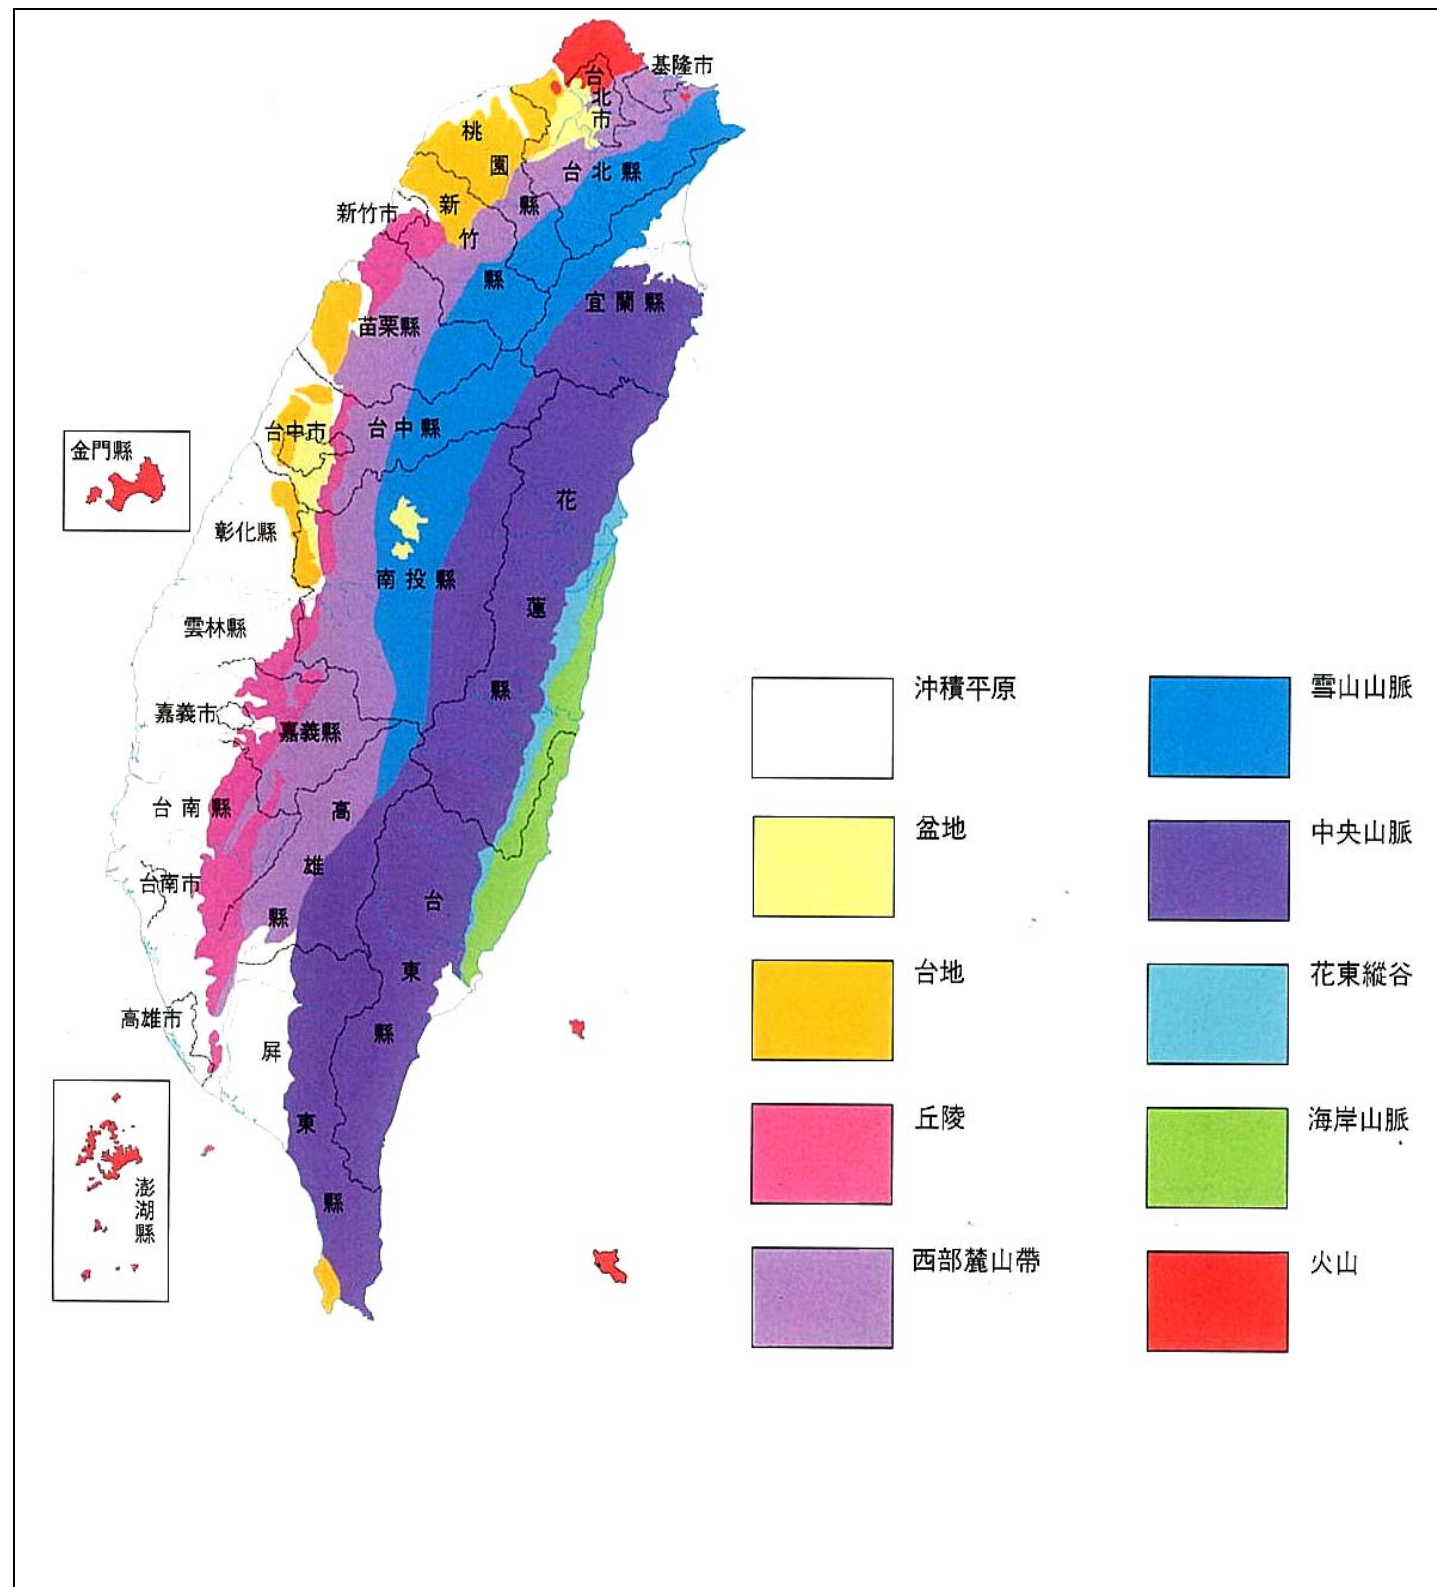 基隆市
台北市
桃園縣
台北縣
新竹市
新竹縣
宜蘭縣
苗栗縣
台中市
台中縣
金門縣
花蓮縣
彰化縣
南投縣
雲林縣
嘉義市
嘉義縣
台南縣
高雄縣
台南市
台東縣
高雄市
屏東縣
澎湖縣
沖積平原
雪山山脈
盆地
中央山脈
台地
花東縱谷
丘陵
海岸山脈
西部麓山帶
火山